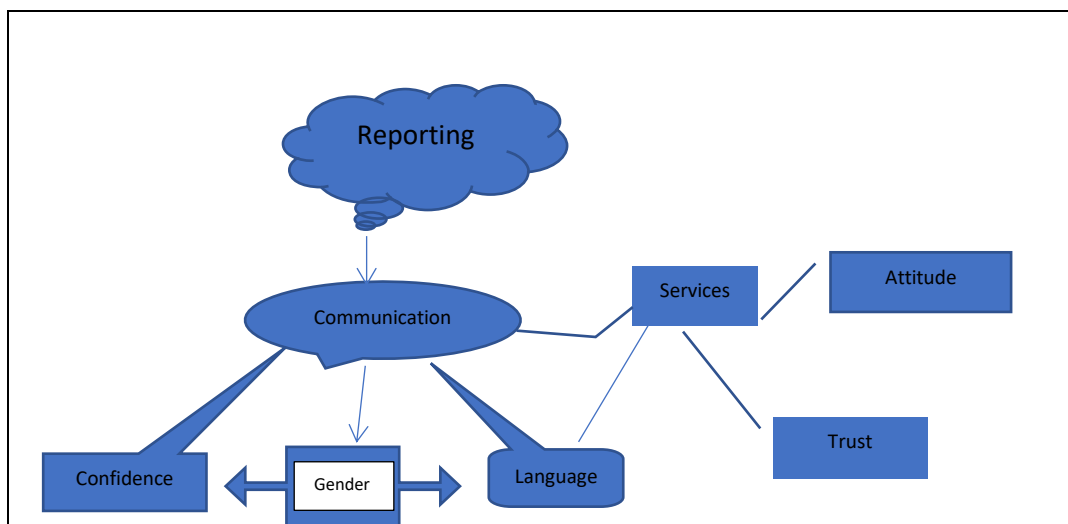 Reporting
Communication
Services
Attitude
Trust
Confidence
Gender
Language